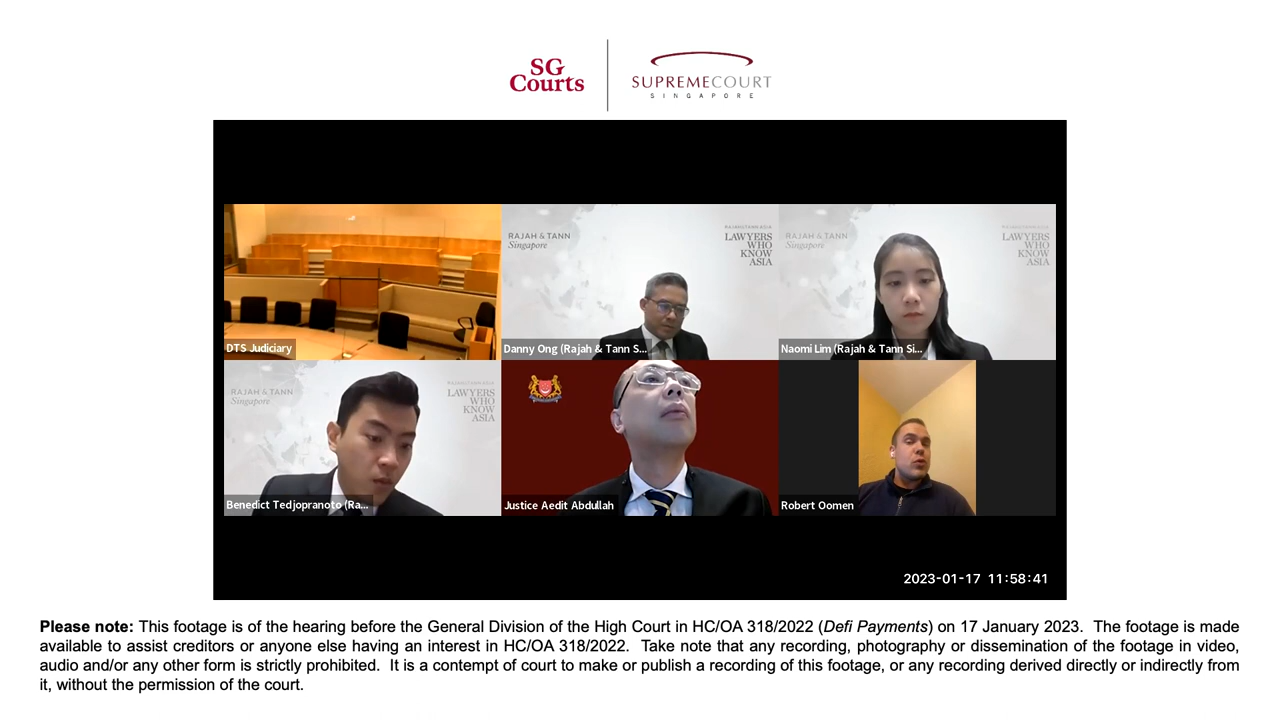 SG
Courts
SUPREMECOURT
SINGAPORE
RAJAH & TANN
Singapore
LAWYERS
WHO
KNOW
ASIA
RAJAH & TANN
Singapore
LAWYERS
WHO
KNOW
ASIA
DTS Judiciary
Danny Ong (Rajah & Tann S...
Naomi Lim (Rajah & Tann Si...
RAJAH & TANN
Singapore
LAWYERS
WHO
KNOW
ASIA
Benedict Tedjopranoto (Ra...
Justice Aedit Abdullah
Robert Oomen
2023-01-17 11:58:41
Please note: This footage is of the hearing before the General Division of the High Court in HC/OA 318/2022 (Defi Payments) on 17 January 2023. The footage is made
available to assist creditors or anyone else having an interest in HC/OA 318/2022. Take note that any recording, photography or dissemination of the footage in video,
audio and/or any other form is strictly prohibited. It is a contempt of court to make or publish a recording of this footage, or any recording derived directly or indirectly from
it, without the permission of the court.